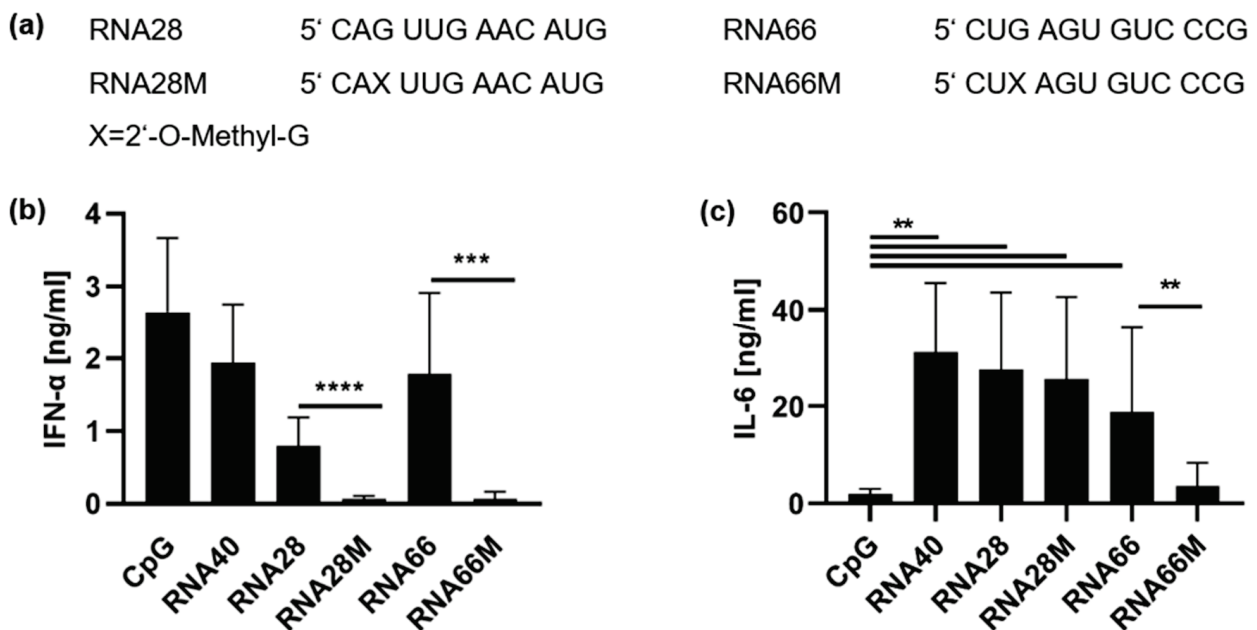 (a) RNA28 5‘ CAG UUG AAC AUG RNA66 5‘ CUG AGU GUC CCG
RNA28M 5‘ CAX UUG AAC AUG RNA66M 5‘ CUX AGU GUC CCG
X=2‘-O-Methyl-G
(b)
IFN-α [ng/ml]
4
3
2
1
0
***
****
CpG RNA40 RNA28 RNA28M RNA66 RNA66M
(c)
IL-6 [ng/ml]
60
40
20
0
**
**
CpG RNA40 RNA28 RNA28M RNA66 RNA66M